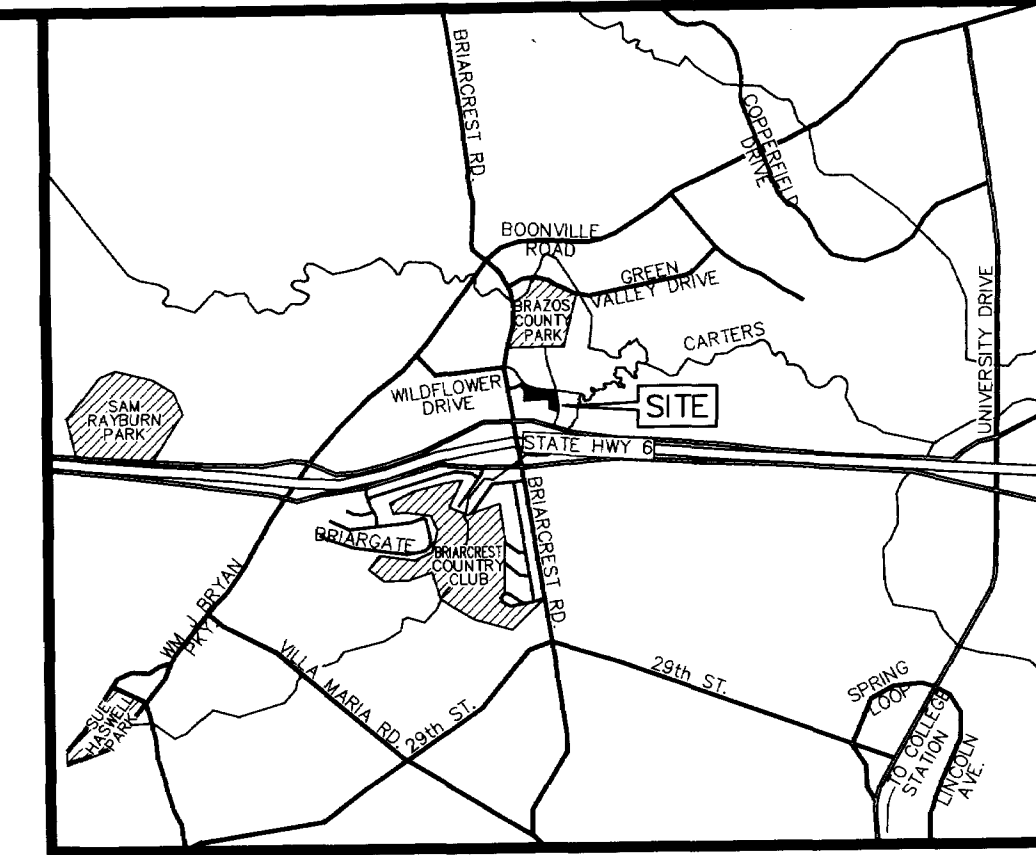 BRIARCREST RD.
COPPERFIELD
DRIVE
BOONVILLE
ROAD
GREEN
VALLEY DRIVE
BRAZOS
COUNTY
PARK
CARTERS
UNIVERSITY DRIVE
WILDFLOWER
DRIVE
SITE
SAM
RAYBURN
PARK
STATE HWY 6
BRIARGATE
BRIARCREST
COUNTRY
CLUB
BRIARCREST RD.
WM J BRYAN
PKY
VILLA MARIA RD.
29th ST.
29th ST.
SPRING
LOOP
SUE
HASWELL
PARK
TO COLLEGE
STATION
LINCOLN
AVE.